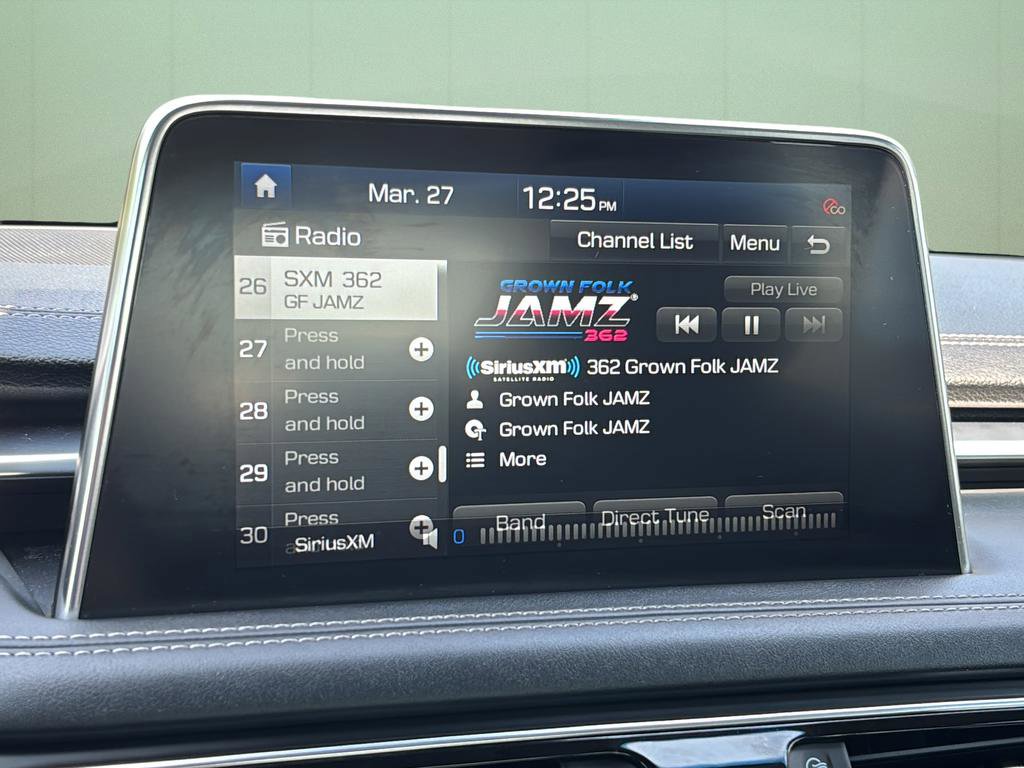 Mar. 27
12:25 PM
Radio
Channel List
Menu
26
SXM 362
GF JAMZ
27
Press
and hold
28
Press
and hold
29
Press
and hold
30
Press
SiriusXM
0
GROWN FOLK
JAMZ®
362
Play Live
((SiriusXM))
SATELLITE RADIO
362 Grown Folk JAMZ
Grown Folk JAMZ
Grown Folk JAMZ
More
Band
Direct Tune
Scan